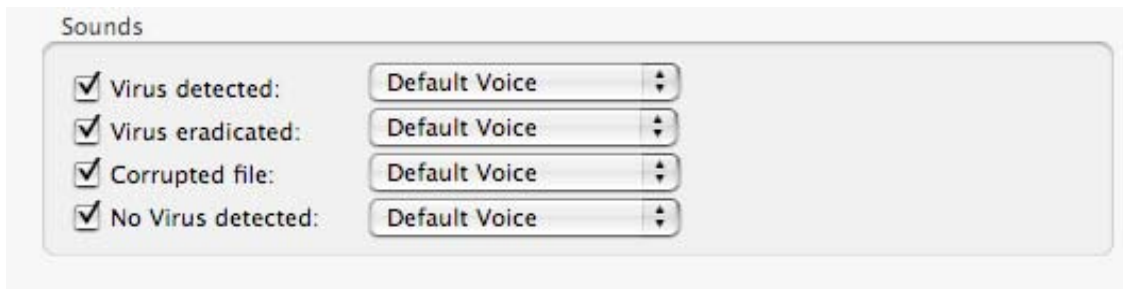 Sounds
Virus detected: Default Voice
Virus eradicated: Default Voice
Corrupted file: Default Voice
No Virus detected: Default Voice